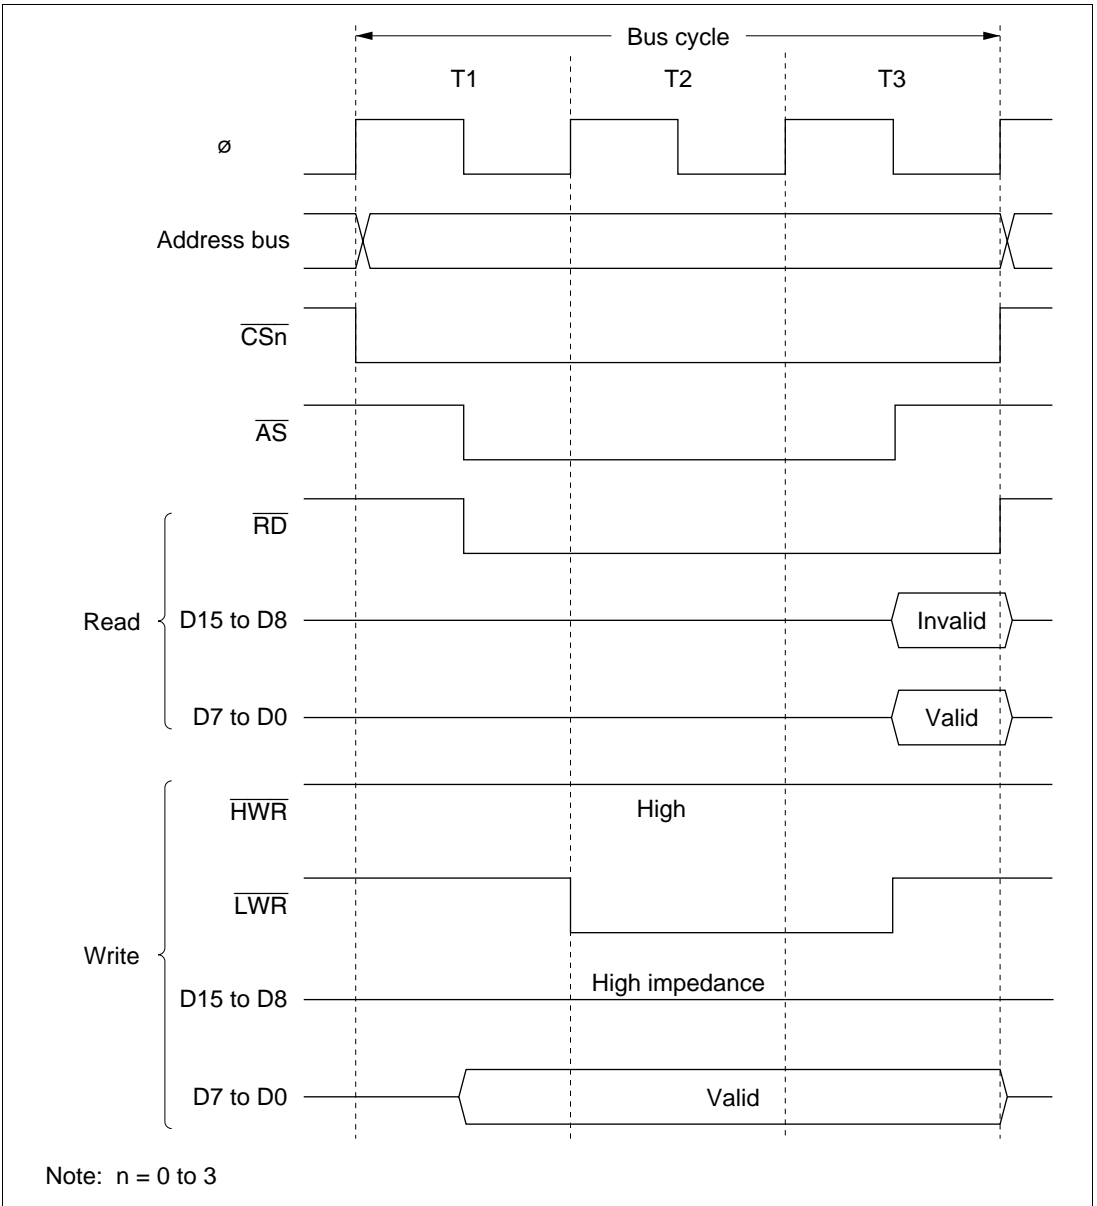 Bus cycle
T1 T2 T3
ø
Address bus
CSn
AS
RD
Read
D15 to D8 Invalid
D7 to D0 Valid
HWR High
LWR
Write
High impedance
D15 to D8
D7 to D0 Valid
Note: n = 0 to 3